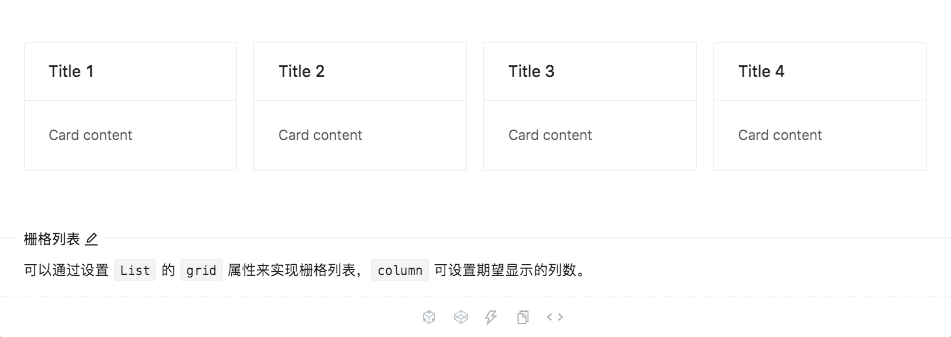 Title 1 Title 2 Title 3 Title 4
Card content Card content Card content Card content
栅格列表
可以通过设置 List 的 grid 属性来实现栅格列表，column 可设置期望显示的列数。